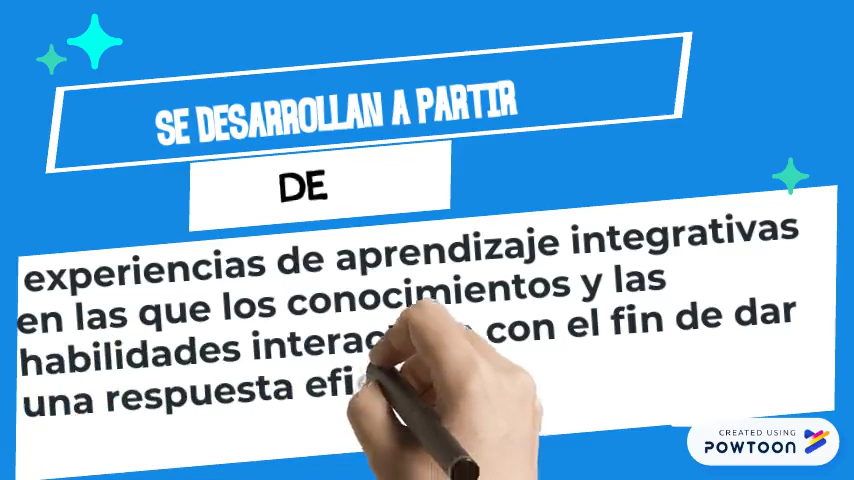 SE DESARROLLAN A PARTIR
DE
experiencias de aprendizaje integrativas
en las que los conocimientos y las
habilidades con el fin de dar
una respuesta
CREATED USING
POWTOON